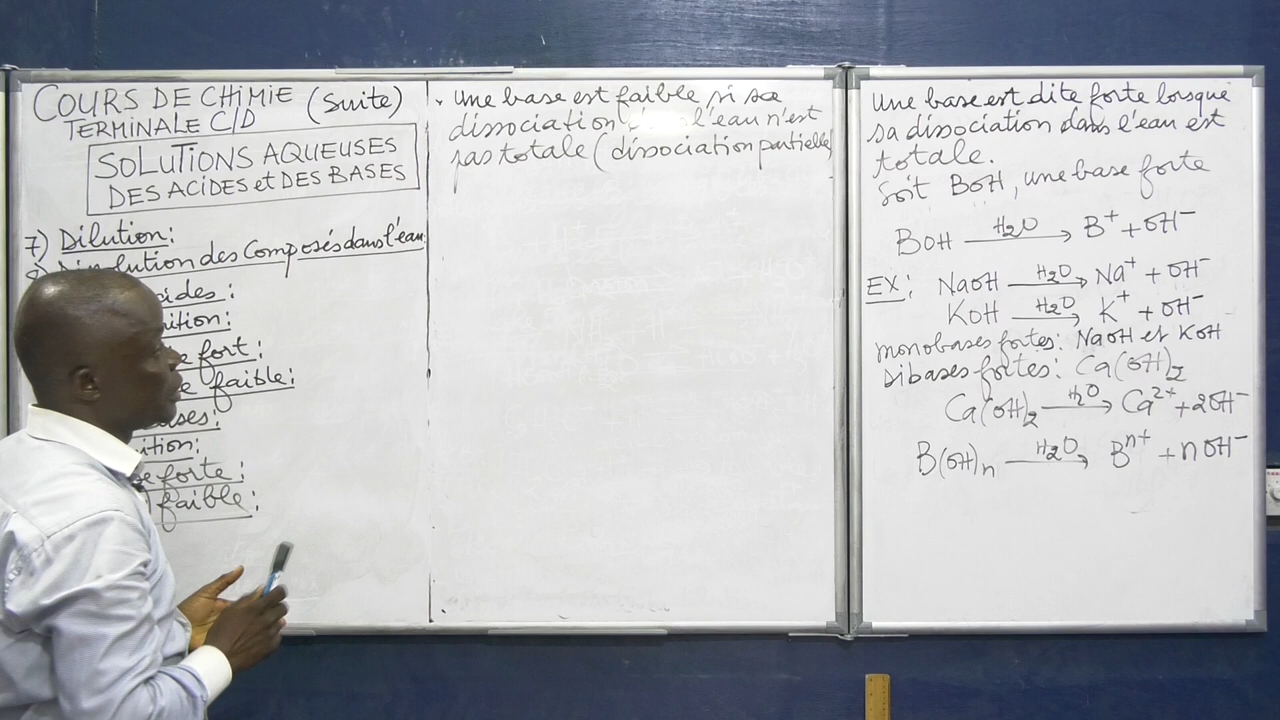 COURS DE CHIMIE (Suite)
TERMINALE C/D
SOLUTIONS AQUEUSES
DES ACIDES et DES BASES
7) Dilution:
des Composés dans l'eau
fort:
faible:
forte:
faible:
. Une base est faible, si sa
dissociation l'eau n'est
pas totale (dissociation partielle)
Une base est dite forte lorsque
sa dissociation dans l'eau est
totale.
Soit BOH, une base forte
BOH —H₂O→ B⁺ + OH⁻
EX: NaOH —H₂O→ Na⁺ + OH⁻
KOH —H₂O→ K⁺ + OH⁻
monobases fortes: NaOH et KOH
Dibases fortes: Ca(OH)₂
Ca(OH)₂ —H₂O→ Ca²⁺ + 2OH⁻
B(OH)n —H₂O→ Bⁿ⁺ + nOH⁻